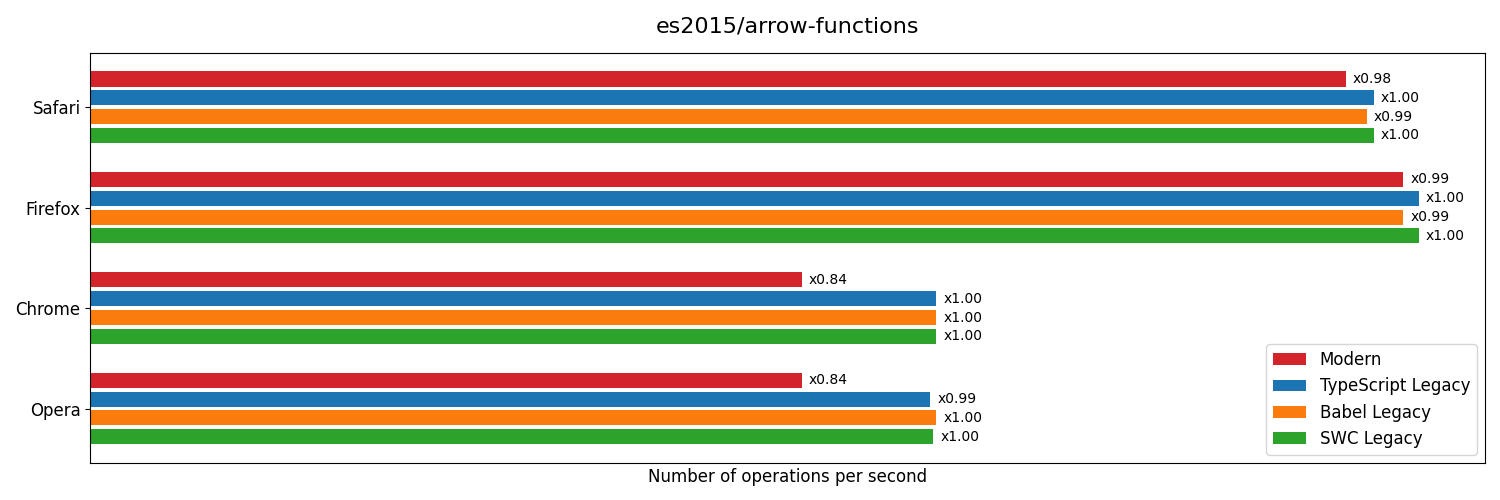 es2015/arrow-functions
Safari
x0.98
x1.00
x0.99
x1.00
Firefox
x0.99
x1.00
x0.99
x1.00
Chrome
x0.84
x1.00
x1.00
x1.00
Opera
x0.84
x0.99
x1.00
x1.00
Modern
TypeScript Legacy
Babel Legacy
SWC Legacy
Number of operations per second